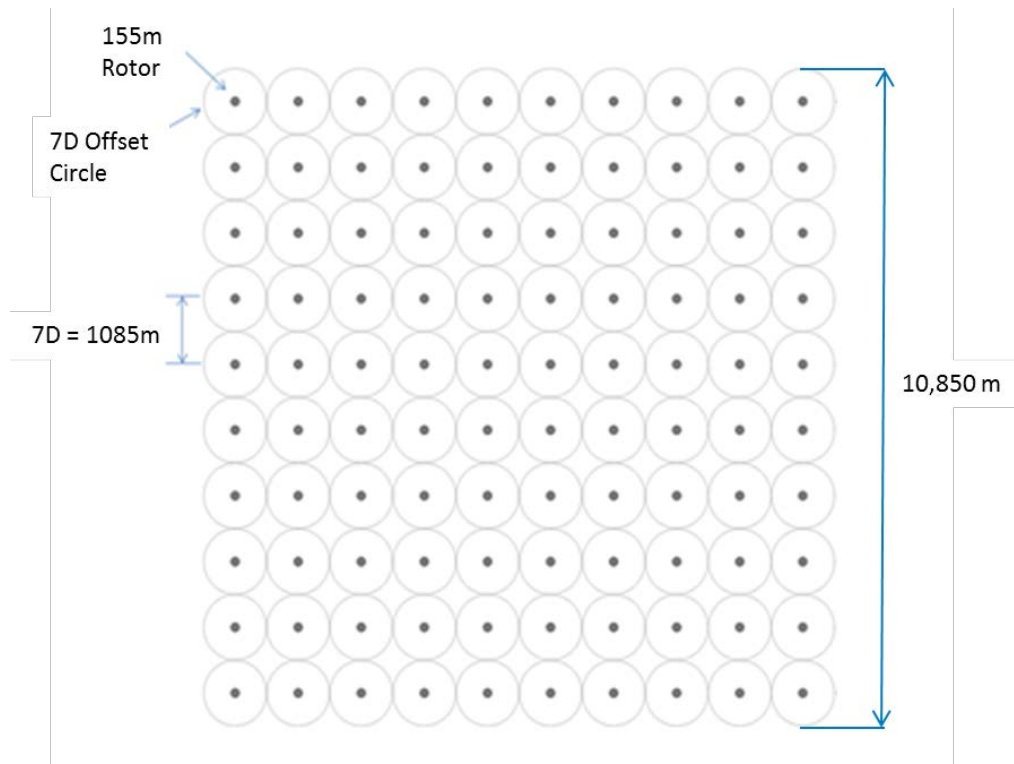 155m
Rotor
7D Offset
Circle
7D = 1085m
10,850 m